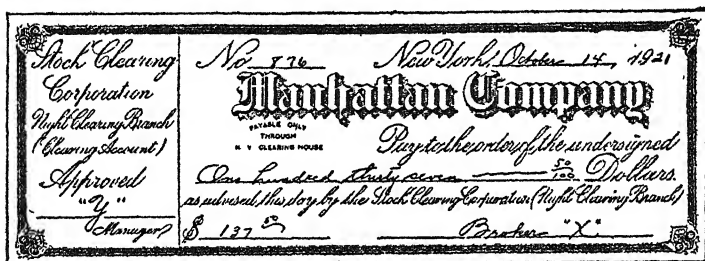 Stock Clearing
Corporation
Night Clearing Branch
(Clearing Account)
Approved
"Y"
Manager
No 876 New York, October 14, 1921
Manhattan Company
PAYABLE ONLY
THROUGH
N Y CLEARING HOUSE
Pay to the order of the undersigned
One hundred thirty seven 50/100 Dollars
as advised this day by the Stock Clearing Corporation (Night Clearing Branch)
$ 137 50 Broker "X"